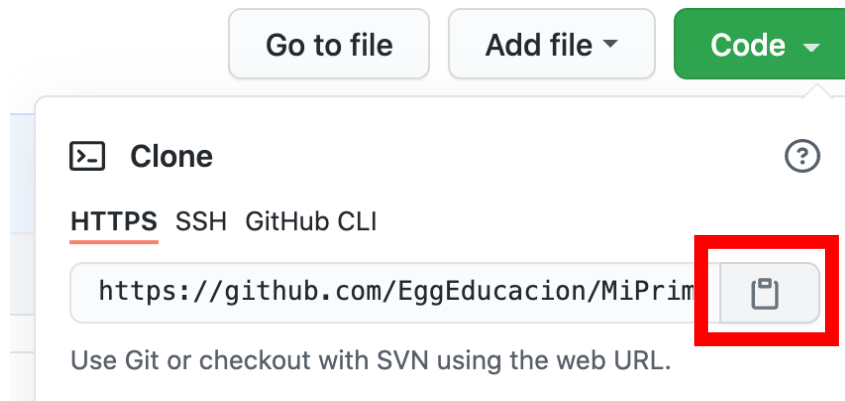 Go to file Add file Code
Clone
HTTPS SSH GitHub CLI
https://github.com/EggEducacion/MiPrim
Use Git or checkout with SVN using the web URL.